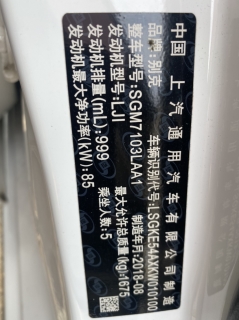 中国 上汽通用汽车有限公司制造
品牌:别克 车辆识别代号:LSGKE54AXKW010100
整车型号:SGM7103LAA1 制造年月:2018-08
发动机型号:LJI 最大允许总质量(kg):1675
发动机排量(mL):999 乘坐人数:5
发动机最大净功率(kW):85